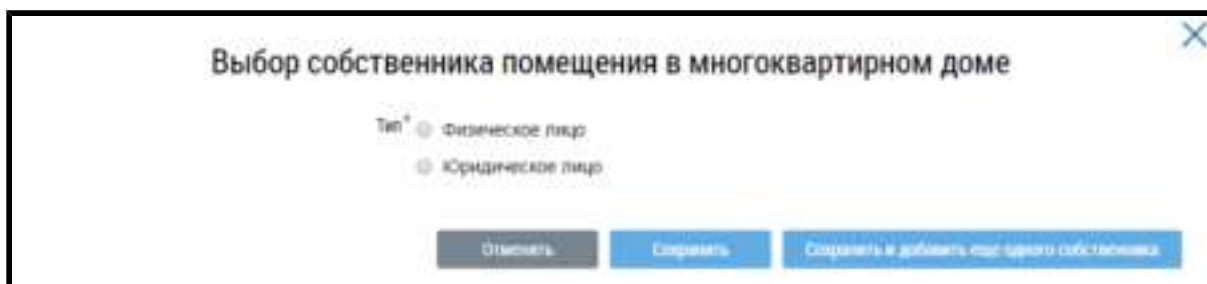 Выбор собственника помещения в многоквартирном доме
Тип* Физическое лицо
Юридическое лицо
Отменить Сохранить Сохранить и добавить еще одного собственника